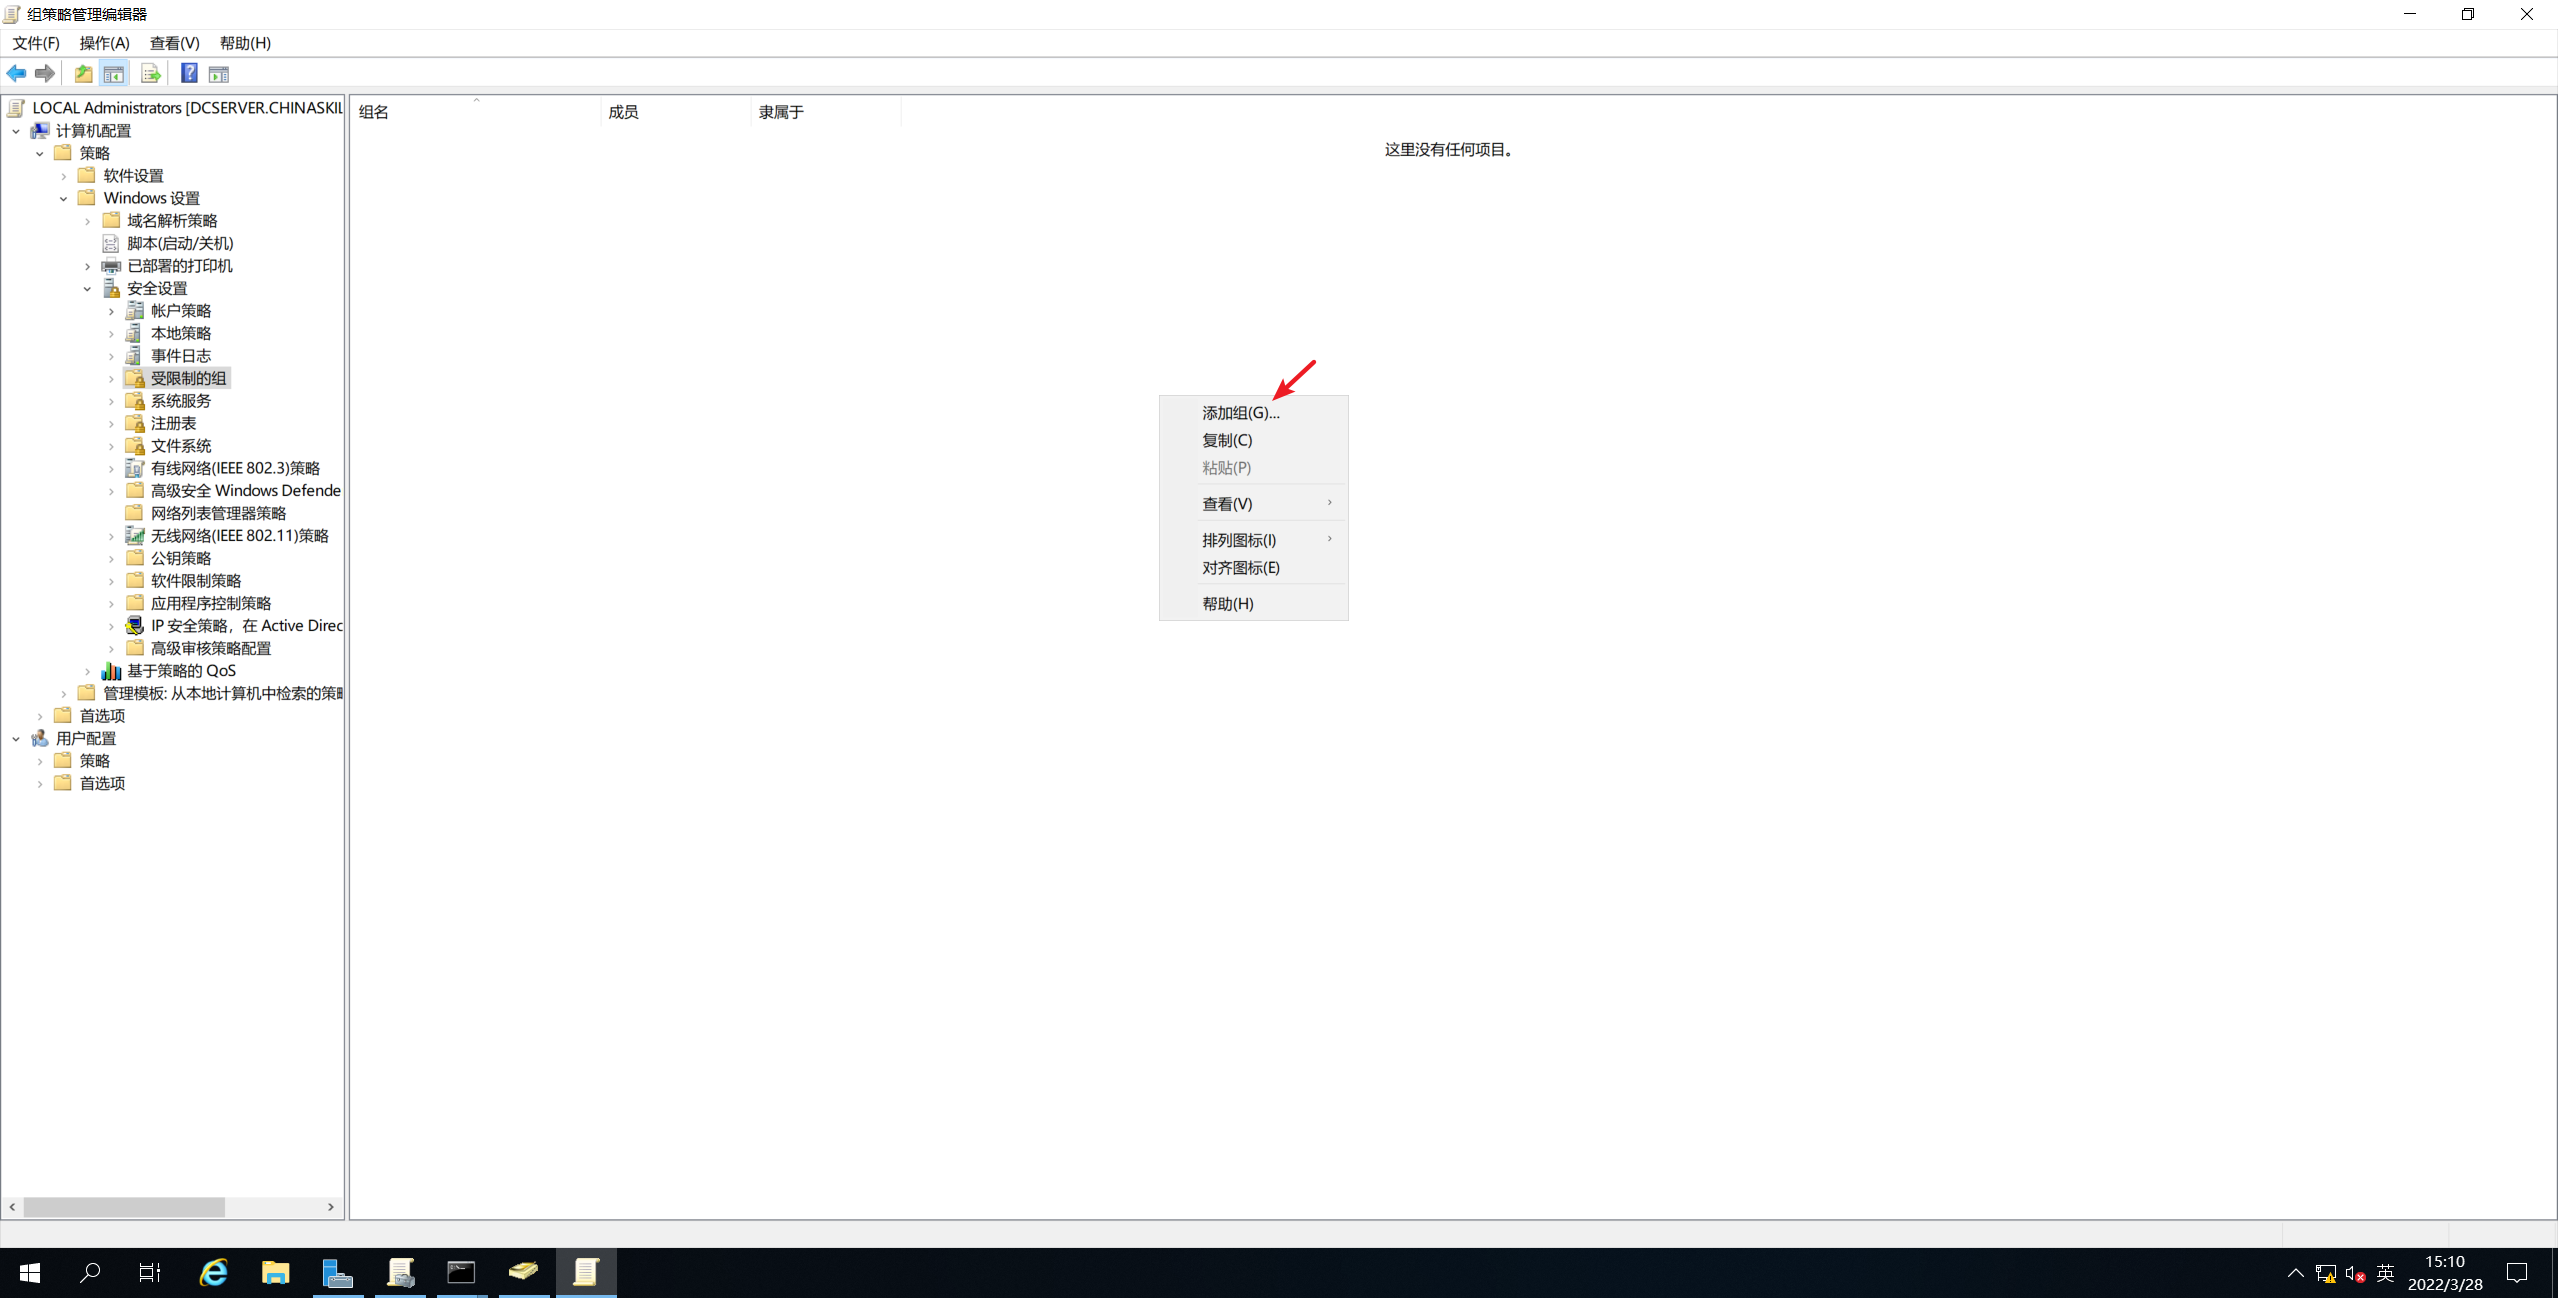 组策略管理编辑器
文件(F) 操作(A) 查看(V) 帮助(H)
LOCAL Administrators [DCSERVER.CHINASKIL
计算机配置
策略
软件设置
Windows 设置
域名解析策略
脚本(启动/关机)
已部署的打印机
安全设置
帐户策略
本地策略
事件日志
受限制的组
系统服务
注册表
文件系统
有线网络(IEEE 802.3)策略
高级安全 Windows Defende
网络列表管理器策略
无线网络(IEEE 802.11)策略
公钥策略
软件限制策略
应用程序控制策略
IP 安全策略，在 Active Direc
高级审核策略配置
基于策略的 QoS
管理模板: 从本地计算机中检索的策略
首选项
用户配置
策略
首选项
组名 成员 隶属于
这里没有任何项目。
添加组(G)...
复制(C)
粘贴(P)
查看(V)
排列图标(I)
对齐图标(E)
帮助(H)
英
15:10
2022/3/28